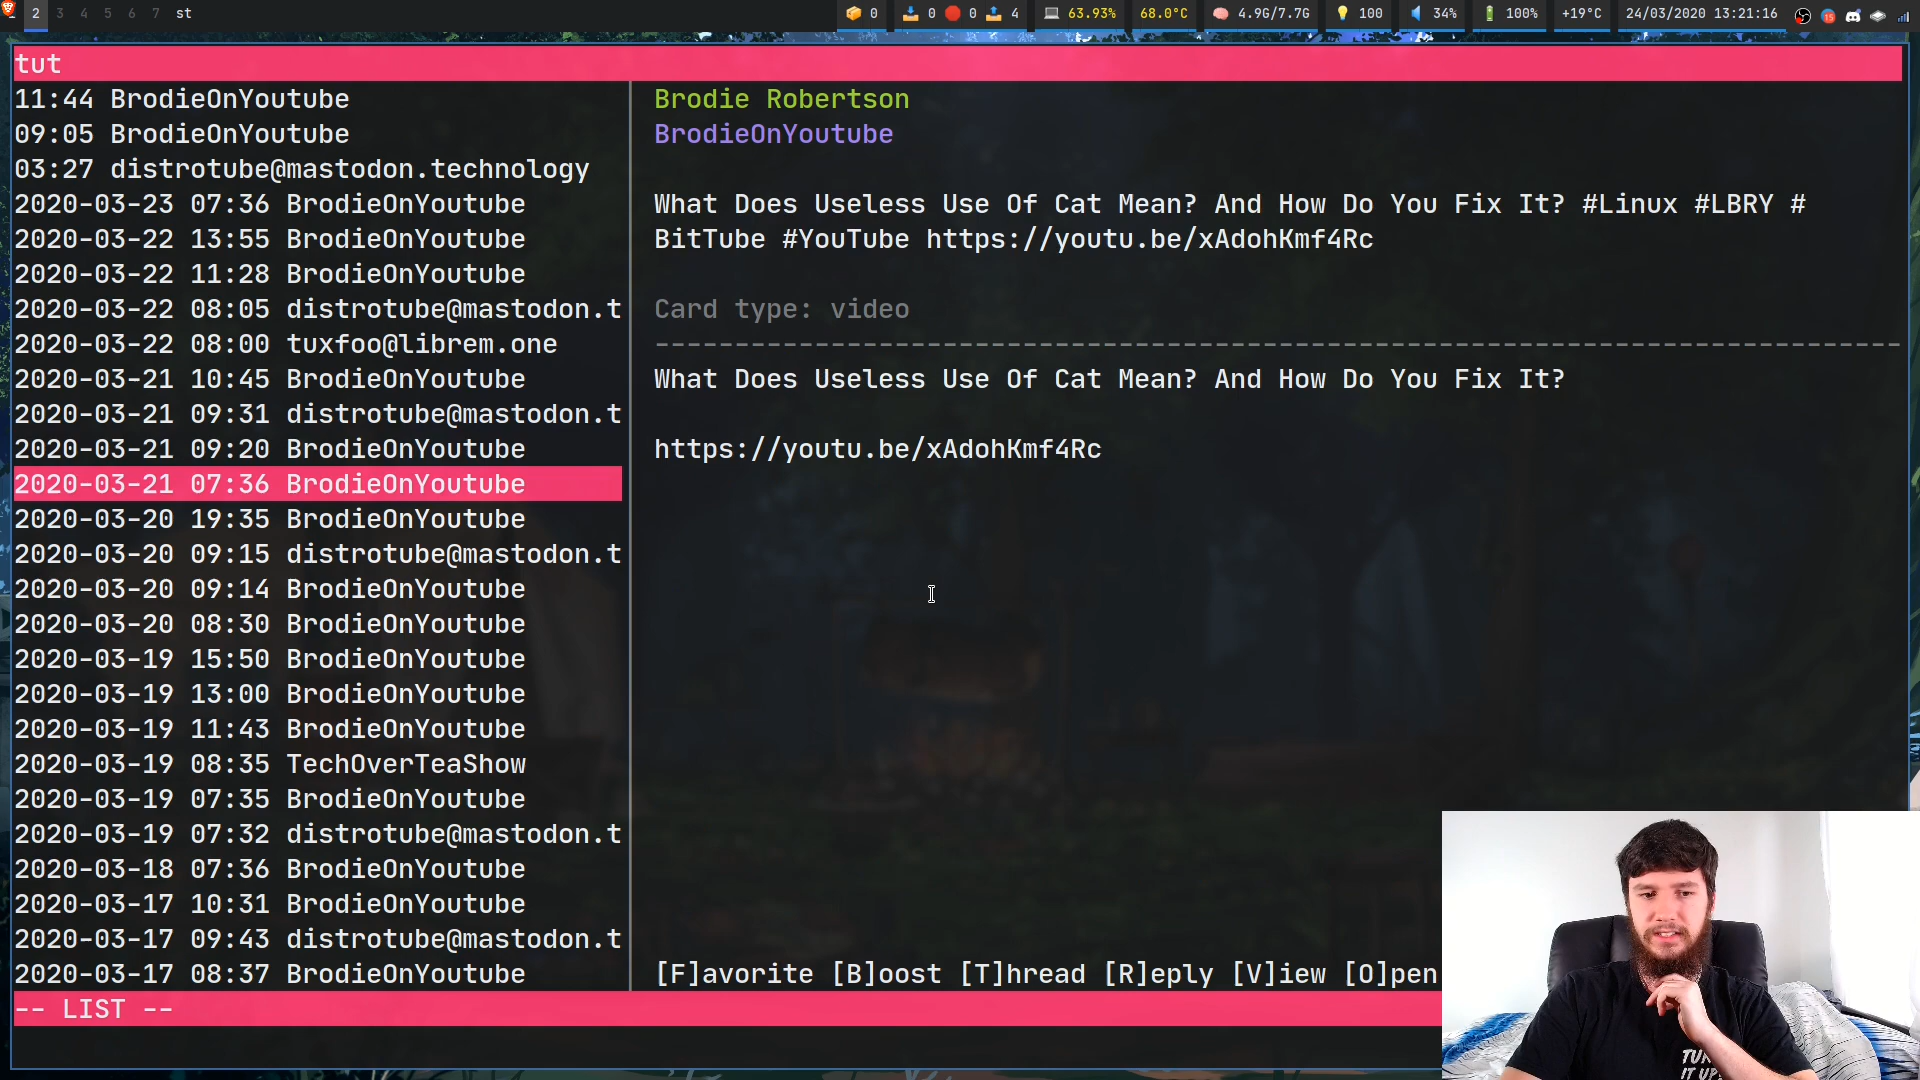 2 3 4 5 6 7 st 0 0 0 4 63.93% 68.0°C 4.9G/7.7G 100 34% 100% +19°C 24/03/2020 13:21:16 15
tut
11:44 BrodieOnYoutube
09:05 BrodieOnYoutube
03:27 distrotube@mastodon.technology
2020-03-23 07:36 BrodieOnYoutube
2020-03-22 13:55 BrodieOnYoutube
2020-03-22 11:28 BrodieOnYoutube
2020-03-22 08:05 distrotube@mastodon.t
2020-03-22 08:00 tuxfoo@librem.one
2020-03-21 10:45 BrodieOnYoutube
2020-03-21 09:31 distrotube@mastodon.t
2020-03-21 09:20 BrodieOnYoutube
2020-03-21 07:36 BrodieOnYoutube
2020-03-20 19:35 BrodieOnYoutube
2020-03-20 09:15 distrotube@mastodon.t
2020-03-20 09:14 BrodieOnYoutube
2020-03-20 08:30 BrodieOnYoutube
2020-03-19 15:50 BrodieOnYoutube
2020-03-19 13:00 BrodieOnYoutube
2020-03-19 11:43 BrodieOnYoutube
2020-03-19 08:35 TechOverTeaShow
2020-03-19 07:35 BrodieOnYoutube
2020-03-19 07:32 distrotube@mastodon.t
2020-03-18 07:36 BrodieOnYoutube
2020-03-17 10:31 BrodieOnYoutube
2020-03-17 09:43 distrotube@mastodon.t
2020-03-17 08:37 BrodieOnYoutube
Brodie Robertson
BrodieOnYoutube
What Does Useless Use Of Cat Mean? And How Do You Fix It? #Linux #LBRY #
BitTube #YouTube https://youtu.be/xAdohKmf4Rc
Card type: video
------------------------------------------------------------------------------
What Does Useless Use Of Cat Mean? And How Do You Fix It?
https://youtu.be/xAdohKmf4Rc
[F]avorite [B]oost [T]hread [R]eply [V]iew [O]pen
-- LIST --
TURN
IT UP